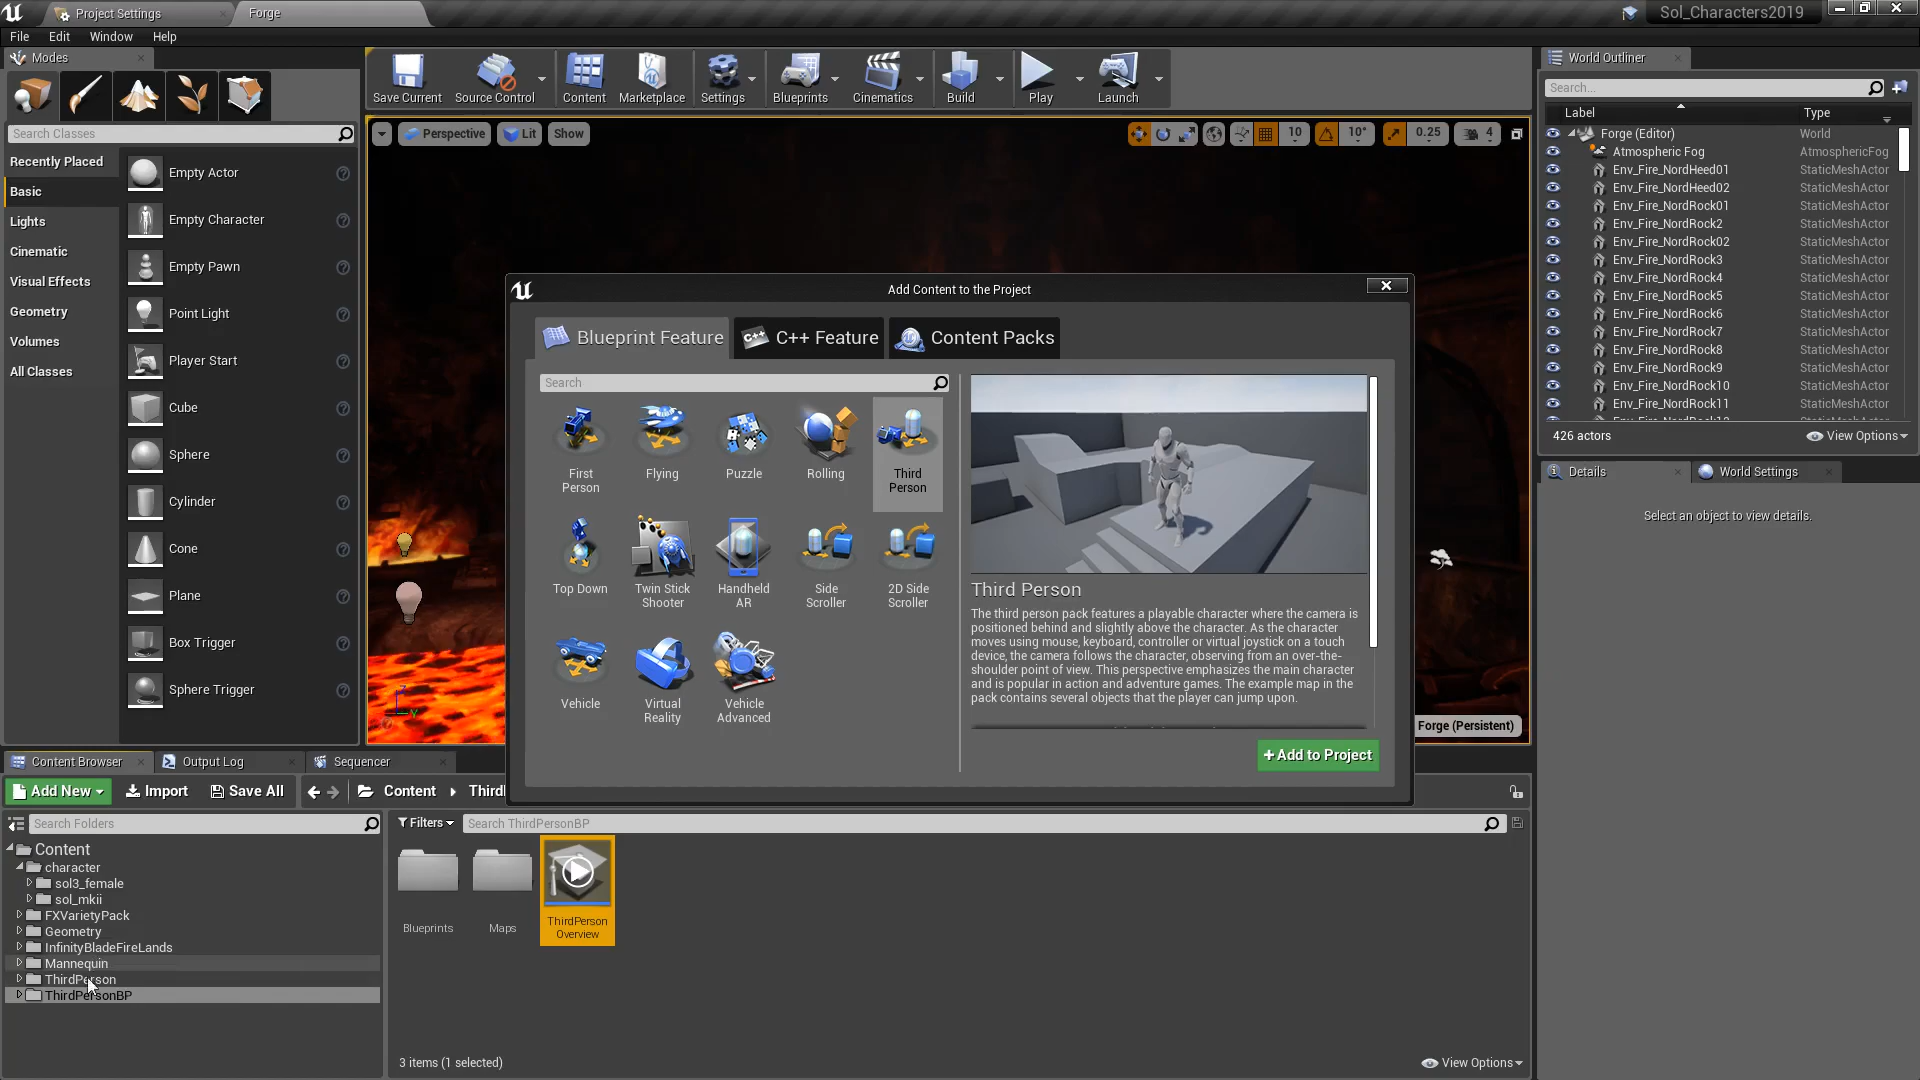 Project Settings
Forge
Sol_Characters2019
File Edit Window Help
Modes
Search Classes
Recently Placed
Basic
Lights
Cinematic
Visual Effects
Geometry
Volumes
All Classes
Empty Actor
Empty Character
Empty Pawn
Point Light
Player Start
Cube
Sphere
Cylinder
Cone
Plane
Box Trigger
Sphere Trigger
Save Current
Source Control
Content
Marketplace
Settings
Blueprints
Cinematics
Build
Play
Launch
Perspective
Lit
Show
10
10°
0.25
4
World Outliner
Search...
Label Type
Forge (Editor) World
Atmospheric Fog AtmosphericFog
Env_Fire_NordHeed01 StaticMeshActor
Env_Fire_NordHeed02 StaticMeshActor
Env_Fire_NordRock01 StaticMeshActor
Env_Fire_NordRock2 StaticMeshActor
Env_Fire_NordRock02 StaticMeshActor
Env_Fire_NordRock3 StaticMeshActor
Env_Fire_NordRock4 StaticMeshActor
Env_Fire_NordRock5 StaticMeshActor
Env_Fire_NordRock6 StaticMeshActor
Env_Fire_NordRock7 StaticMeshActor
Env_Fire_NordRock8 StaticMeshActor
Env_Fire_NordRock9 StaticMeshActor
Env_Fire_NordRock10 StaticMeshActor
Env_Fire_NordRock11 StaticMeshActor
426 actors
View Options
Details
World Settings
Select an object to view details.
Add Content to the Project
Blueprint Feature
C++ Feature
Content Packs
Search
First
Person
Flying
Puzzle
Rolling
Third
Person
Top Down
Twin Stick
Shooter
Handheld
AR
Side
Scroller
2D Side
Scroller
Vehicle
Virtual
Reality
Vehicle
Advanced
Third Person
The third person pack features a playable character where the camera is
positioned behind and slightly above the character. As the character
moves using mouse, keyboard, controller or virtual joystick on a touch
device, the camera follows the character, observing from an over-the-
shoulder point of view. This perspective emphasizes the main character
and is popular in action and adventure games. The example map in the
pack contains several objects that the player can jump upon.
+ Add to Project
Forge (Persistent)
Content Browser
Output Log
Sequencer
Add New
Import
Save All
Content
Third
Search Folders
Content
character
sol3_female
sol_mkii
FXVarietyPack
Geometry
InfinityBladeFireLands
Mannequin
ThirdPerson
ThirdPersonBP
Filters
Search ThirdPersonBP
Blueprints
Maps
ThirdPerson
Overview
3 items (1 selected)
View Options